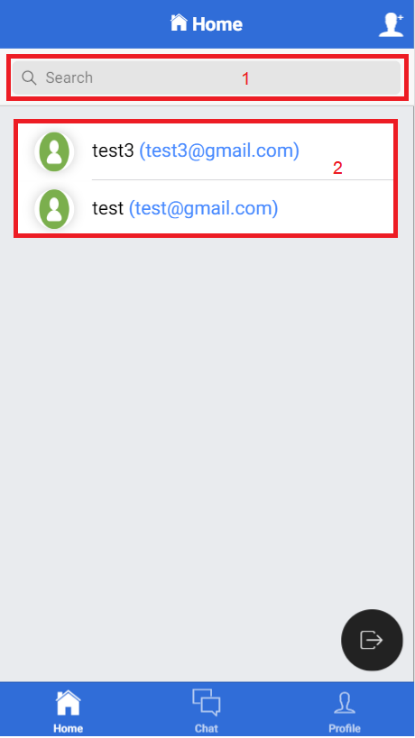 Home
Search 1
test3 (test3@gmail.com)
2
test (test@gmail.com)
Home Chat Profile